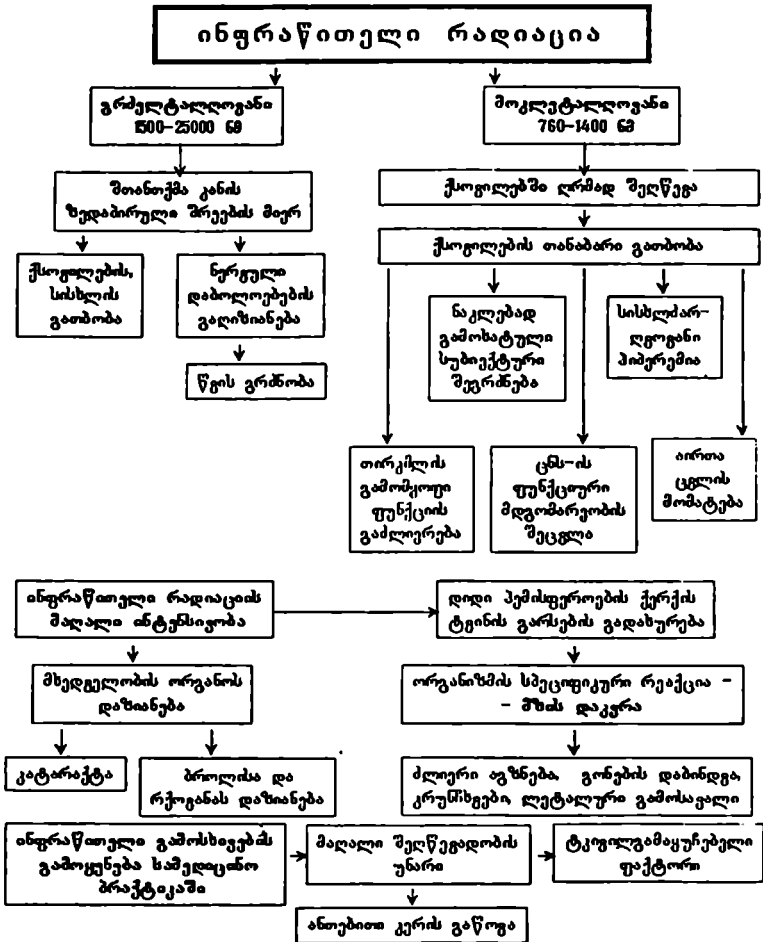 ინფრაწითელი რადიაცია
გრძელტალღოვანი
1500-25000 ნმ
მოკლეტალღოვანი
760-1400 ნმ
შთანთქმა კანის
ზედაპირული შრეების მიერ
ქსოვილებში ღრმად შეღწევა
ქსოვილების თანაბარი გათბობა
ქსოვილების,
სისხლის
გათბობა
ნერვული
დაბოლოებების
გაღიზიანება
წვის გრძნობა
ნაკლებად
გამოხატული
სუბიექტური
შეგრძნება
სისხლძარ-
ღვოვანი
ჰიპერემია
თირკმლის
გამომყოფი
ფუნქციის
გაძლიერება
ცნს-ის
ფუნქციური
მდგომარეობის
შეცვლა
აირთა
ცვლის
მომატება
ინფრაწითელი რადიაციის
მაღალი ინტენსივობა
დიდი ჰემისფეროების ქერქის
ტვინის გარსების გადახურება
მხედველობის ორგანოს
დაზიანება
ორგანიზმის სპეციფიკური რეაქცია -
- მზის დაკვრა
კატარაქტა
ბროლისა და
რქოვანას დაზიანება
ძლიერი აგზნება, გონების დაბინდვა,
კრუნჩხვები, ლეტალური გამოსავალი
ინფრაწითელი გამოსხივების
გამოყენება სამედიცინო
პრაქტიკაში
მაღალი შეღწევადობის
უნარი
ტკივილგამაყუჩებელი
ფაქტორი
ანთებითი კერის გაწოვა